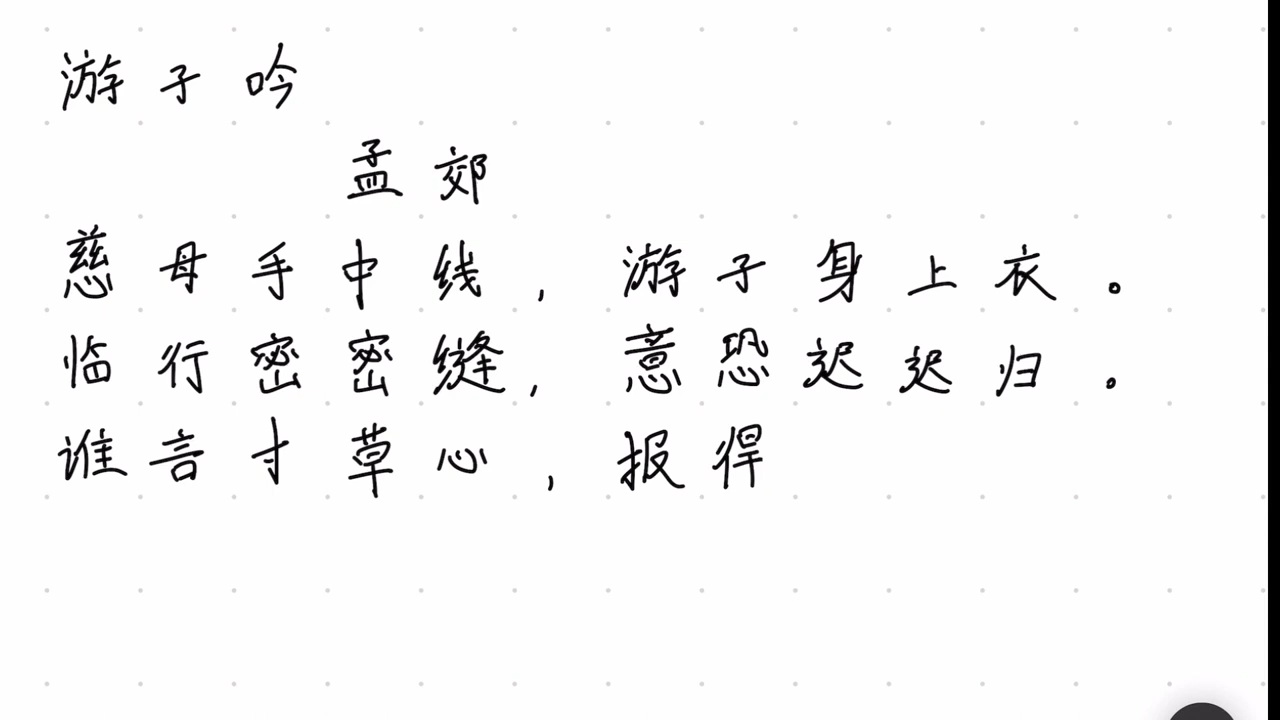 游子吟
孟郊
慈母手中线，游子身上衣。
临行密密缝，意恐迟迟归。
谁言寸草心，报得